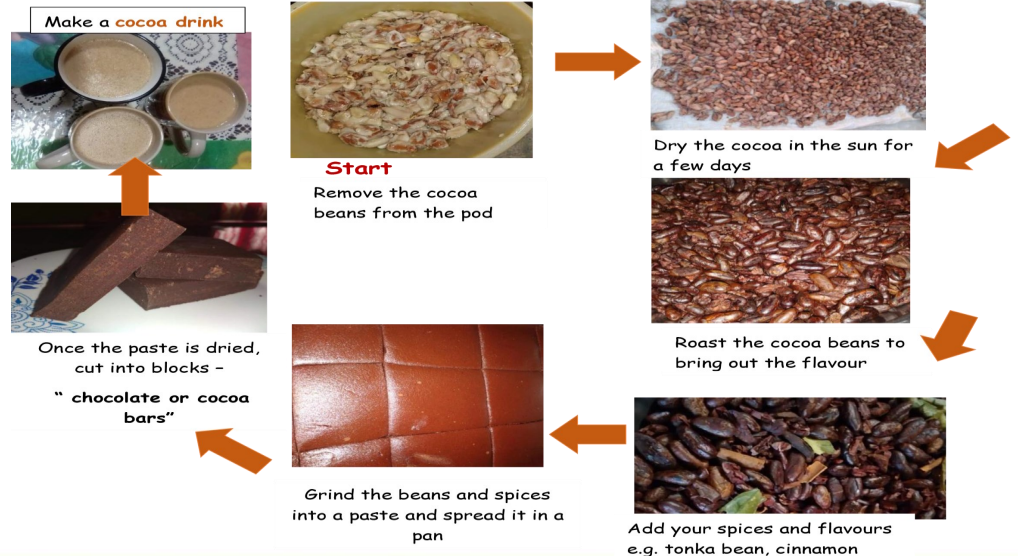 Make a cocoa drink
Start
Remove the cocoa
beans from the pod
Dry the cocoa in the sun for
a few days
Roast the cocoa beans to
bring out the flavour
Add your spices and flavours
e.g. tonka bean, cinnamon
Grind the beans and spices
into a paste and spread it in a
pan
Once the paste is dried,
cut into blocks –
“ chocolate or cocoa
bars”